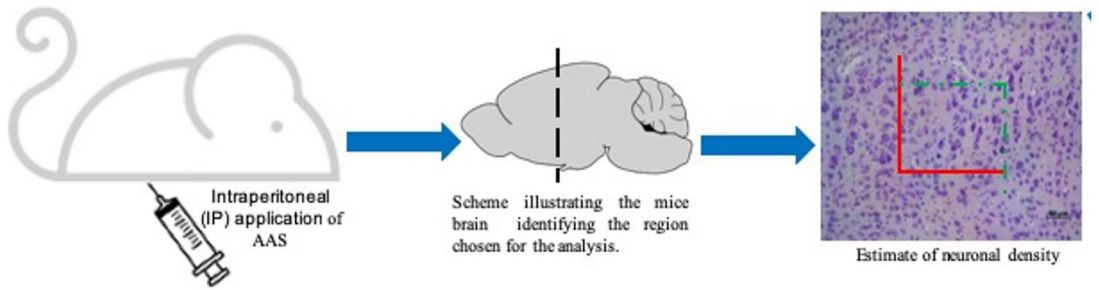 Intraperitoneal
(IP) application of
AAS
Scheme illustrating the mice
brain identifying the region
chosen for the analysis.
Estimate of neuronal density